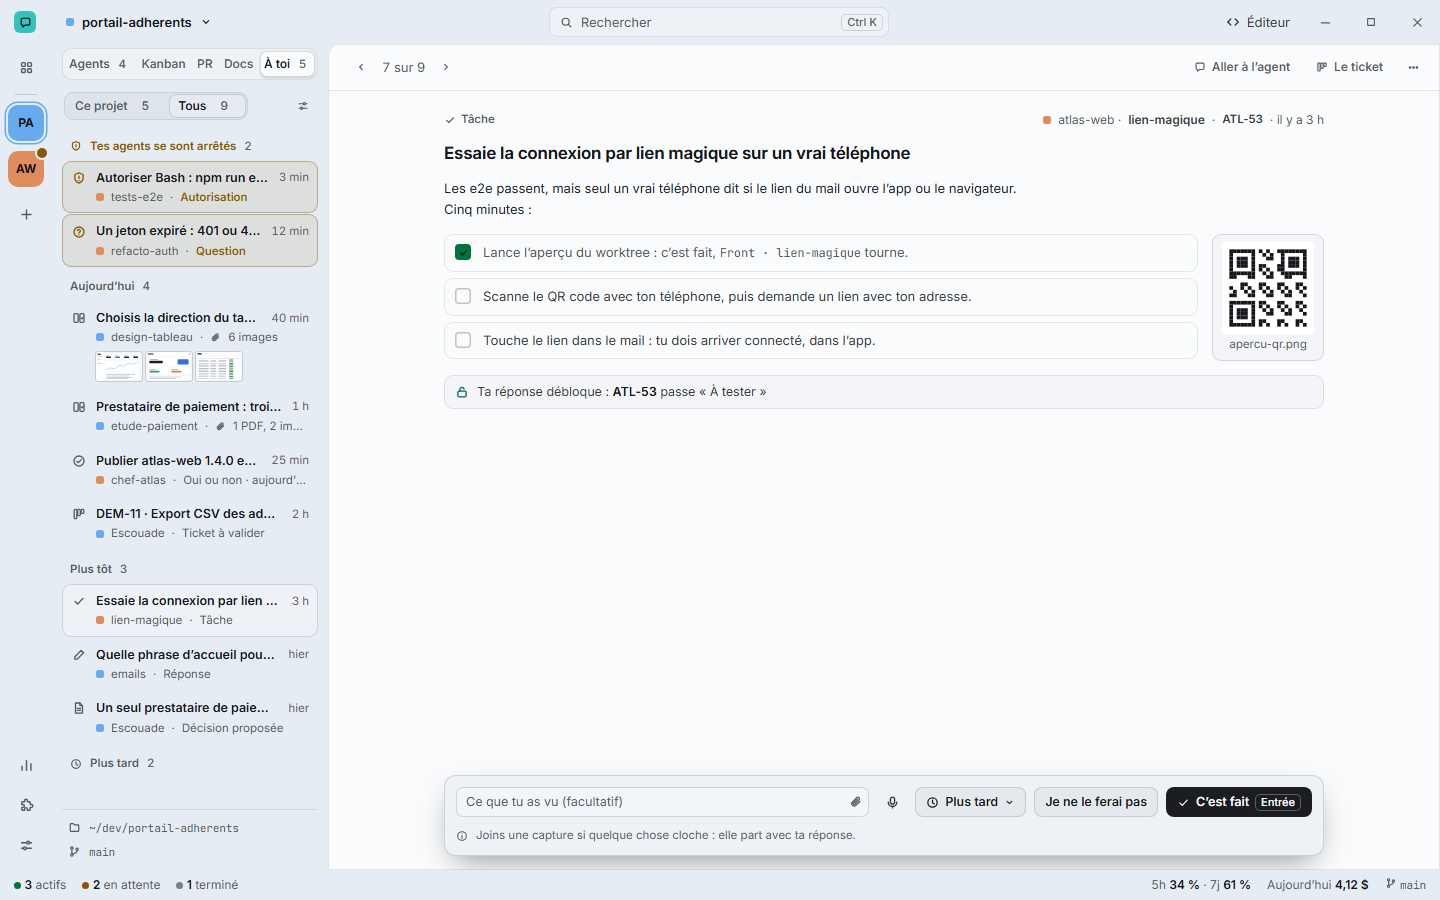 portail-adherents
Rechercher
Ctrl K
Éditeur
PA
AW
Agents 4
Kanban
PR
Docs
À toi 5
Ce projet 5
Tous 9
Tes agents se sont arrêtés 2
Autoriser Bash : npm run e… 3 min
tests-e2e · Autorisation
Un jeton expiré : 401 ou 4… 12 min
refacto-auth · Question
Aujourd’hui 4
Choisis la direction du ta… 40 min
design-tableau · 6 images
Prestataire de paiement : troi… 1 h
etude-paiement · 1 PDF, 2 im…
Publier atlas-web 1.4.0 e… 25 min
chef-atlas · Oui ou non · aujourd’…
DEM-11 · Export CSV des ad… 2 h
Escouade · Ticket à valider
Plus tôt 3
Essaie la connexion par lien … 3 h
lien-magique · Tâche
Quelle phrase d’accueil pou… hier
emails · Réponse
Un seul prestataire de paie… hier
Escouade · Décision proposée
Plus tard 2
~/dev/portail-adherents
main
7 sur 9
Aller à l’agent
Le ticket
Tâche
atlas-web · lien-magique · ATL-53 · il y a 3 h
Essaie la connexion par lien magique sur un vrai téléphone
Les e2e passent, mais seul un vrai téléphone dit si le lien du mail ouvre l’app ou le navigateur.
Cinq minutes :
Lance l’aperçu du worktree : c’est fait, Front · lien-magique tourne.
Scanne le QR code avec ton téléphone, puis demande un lien avec ton adresse.
Touche le lien dans le mail : tu dois arriver connecté, dans l’app.
apercu-qr.png
Ta réponse débloque : ATL-53 passe « À tester »
Ce que tu as vu (facultatif)
Plus tard
Je ne le ferai pas
C’est fait Entrée
Joins une capture si quelque chose cloche : elle part avec ta réponse.
3 actifs
2 en attente
1 terminé
5h 34 % · 7j 61 %
Aujourd’hui 4,12 $
main